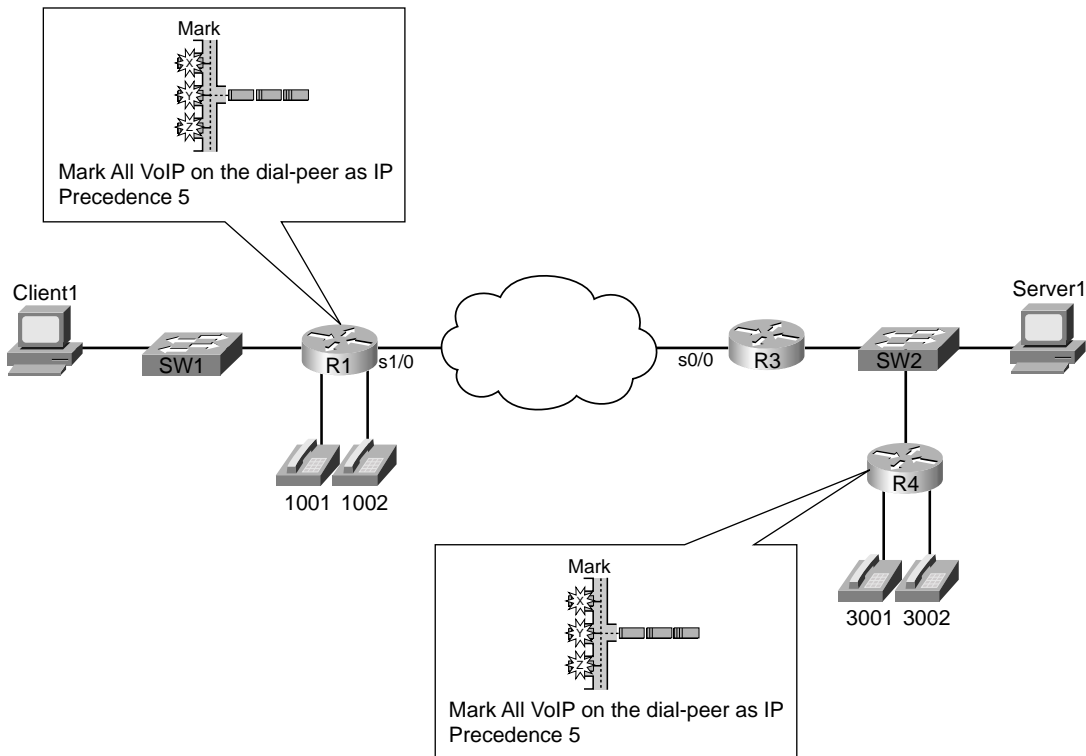 Mark
X
Y
Z
Mark All VoIP on the dial-peer as IP
Precedence 5
Client1
Server1
SW1
R1
s1/0
s0/0
R3
SW2
1001
1002
R4
Mark
X
Y
Z
3001
3002
Mark All VoIP on the dial-peer as IP
Precedence 5